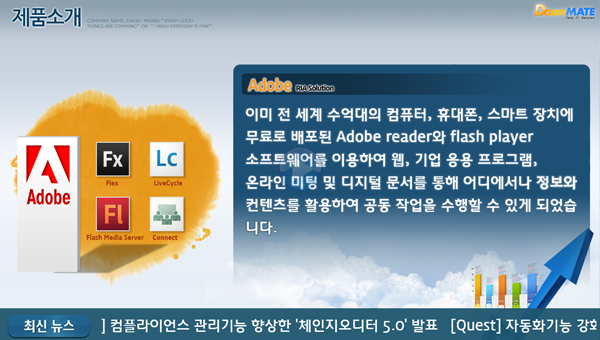 제품소개
COMPANY NAME, DAOR - MEARG " EVERY GOOD
THINGS ARE COMMING." OR " I WISH EVERYDAY IS FINE"
DaonMATE
Total IT Services
Adobe RIA Solution
이미 전 세계 수억대의 컴퓨터, 휴대폰, 스마트 장치에
무료로 배포된 Adobe reader와 flash player
소프트웨어를 이용하여 웹, 기업 응용 프로그램,
온라인 미팅 및 디지털 문서를 통해 어디에서나 정보와
컨텐츠를 활용하여 공동 작업을 수행할 수 있게 되었습
니다.
Adobe
Fx
Flex
Lc
LiveCycle
Fl
Flash Media Server
Connect
최신 뉴스
] 컴플라이언스 관리기능 향상한 '체인지오디터 5.0' 발표 [Quest] 자동화기능 강화